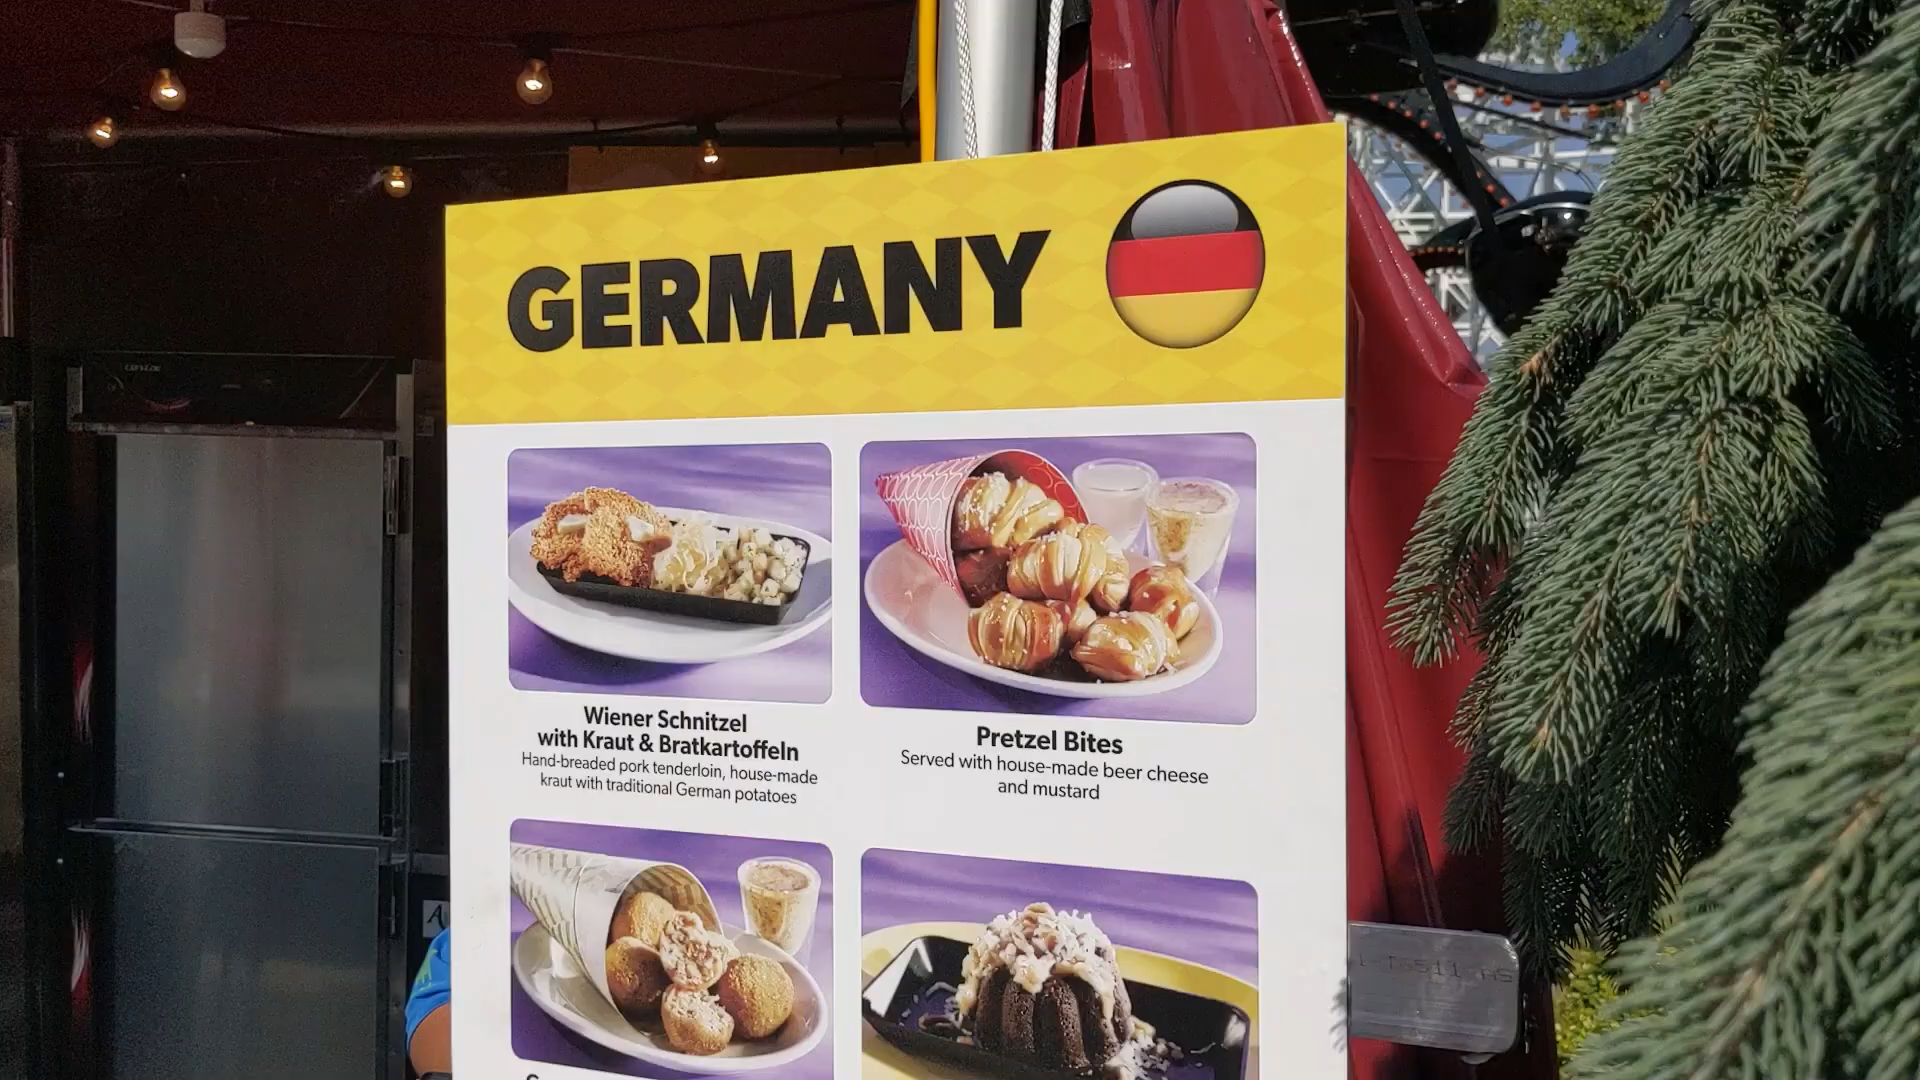 GERMANY
Wiener Schnitzel
with Kraut & Bratkartoffeln
Hand-breaded pork tenderloin, house-made
kraut with traditional German potatoes
Pretzel Bites
Served with house-made beer cheese
and mustard
A